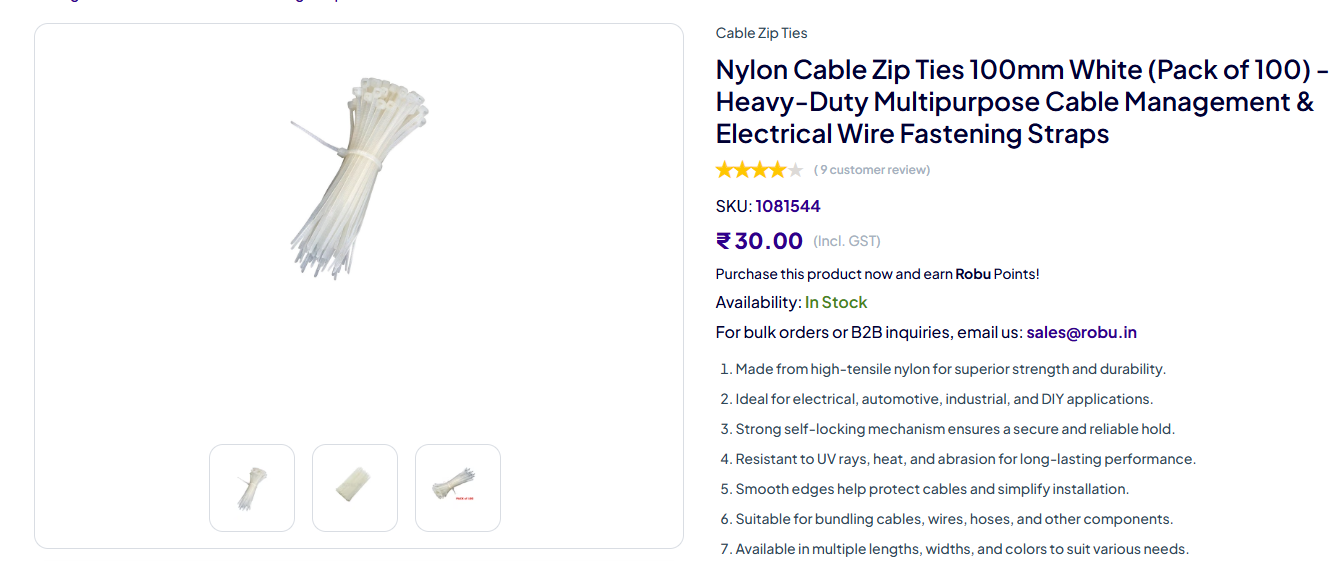 Cable Zip Ties
Nylon Cable Zip Ties 100mm White (Pack of 100) –
Heavy-Duty Multipurpose Cable Management &
Electrical Wire Fastening Straps
( 9 customer review)
SKU: 1081544
₹ 30.00 (Incl. GST)
Purchase this product now and earn Robu Points!
Availability: In Stock
For bulk orders or B2B inquiries, email us: sales@robu.in
1. Made from high-tensile nylon for superior strength and durability.
2. Ideal for electrical, automotive, industrial, and DIY applications.
3. Strong self-locking mechanism ensures a secure and reliable hold.
4. Resistant to UV rays, heat, and abrasion for long-lasting performance.
5. Smooth edges help protect cables and simplify installation.
6. Suitable for bundling cables, wires, hoses, and other components.
7. Available in multiple lengths, widths, and colors to suit various needs.